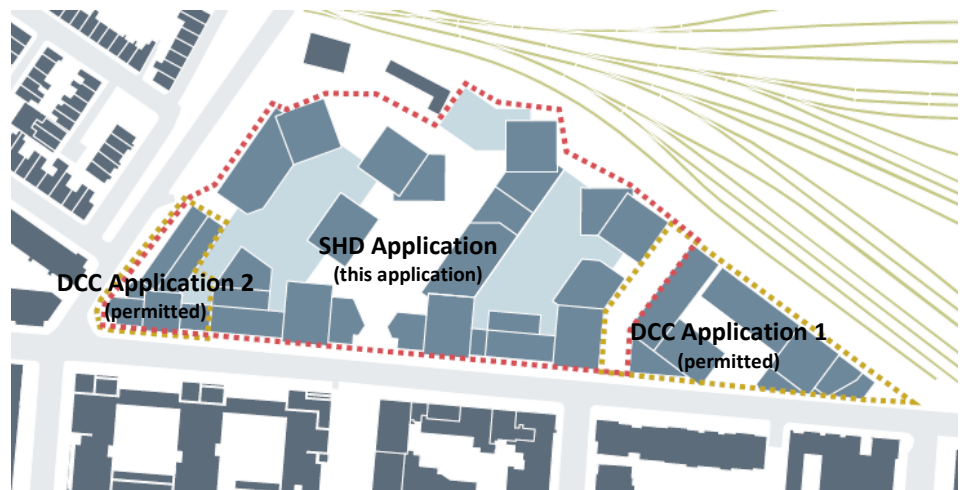 SHD Application
(this application)
DCC Application 2
(permitted)
DCC Application 1
(permitted)